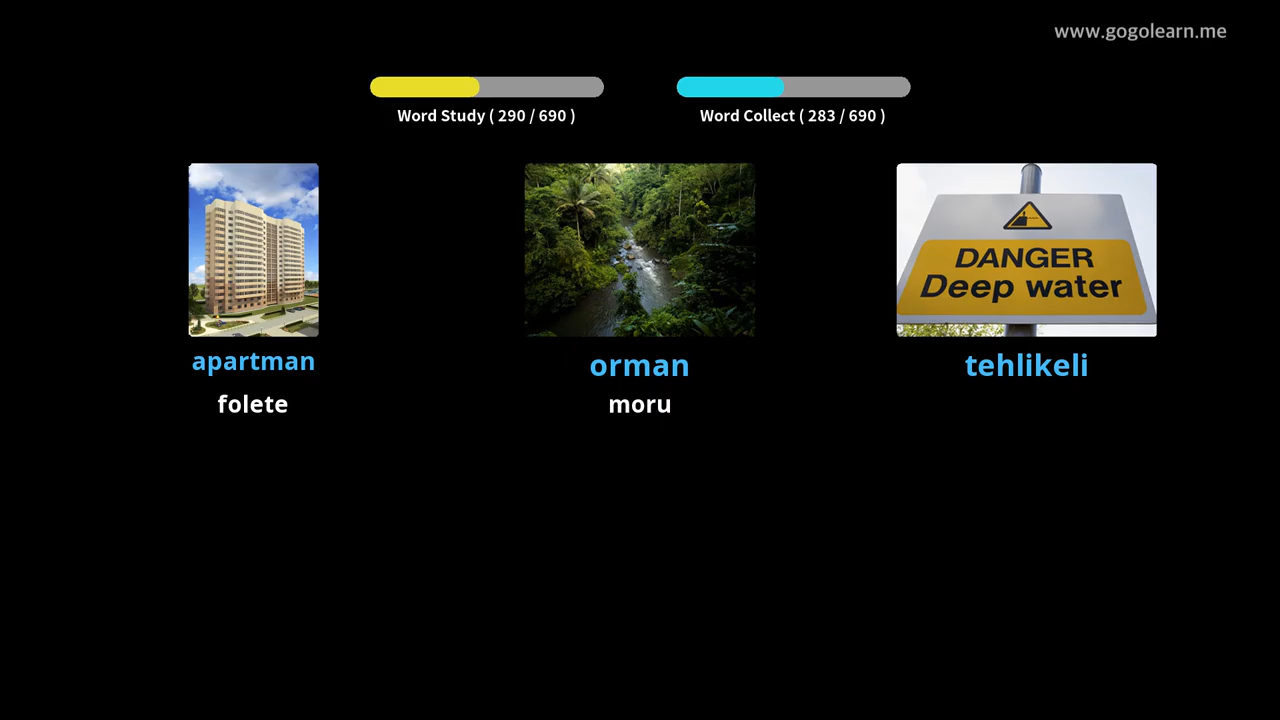 www.gogolearn.me
Word Study ( 290 / 690 )
Word Collect ( 283 / 690 )
DANGER
Deep water
apartman
orman
tehlikeli
folete
moru